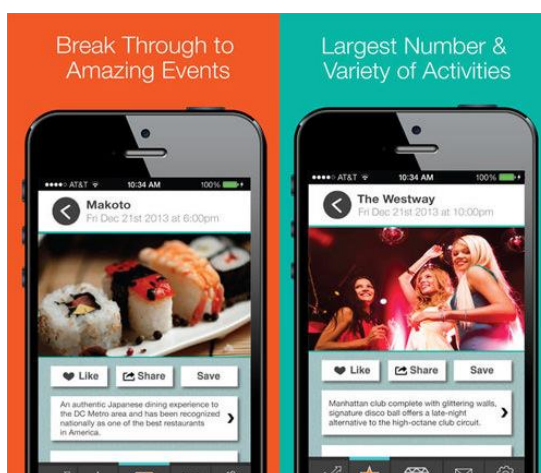 Break Through to
Amazing Events
AT&T 10:34 AM 100%
Makoto
Fri Dec 21st 2013 at 6:00pm
Like Share Save
An authentic Japanese dining experience to
the DC Metro area and has been recognized
nationally as one of the best restaurants
in America.
Largest Number &
Variety of Activities
AT&T 10:34 AM 100%
The Westway
Fri Dec 21st 2013 at 10:00pm
Like Share Save
Manhattan club complete with glittering walls,
signature disco ball offers a late-night
alternative to the high-octane club circuit.